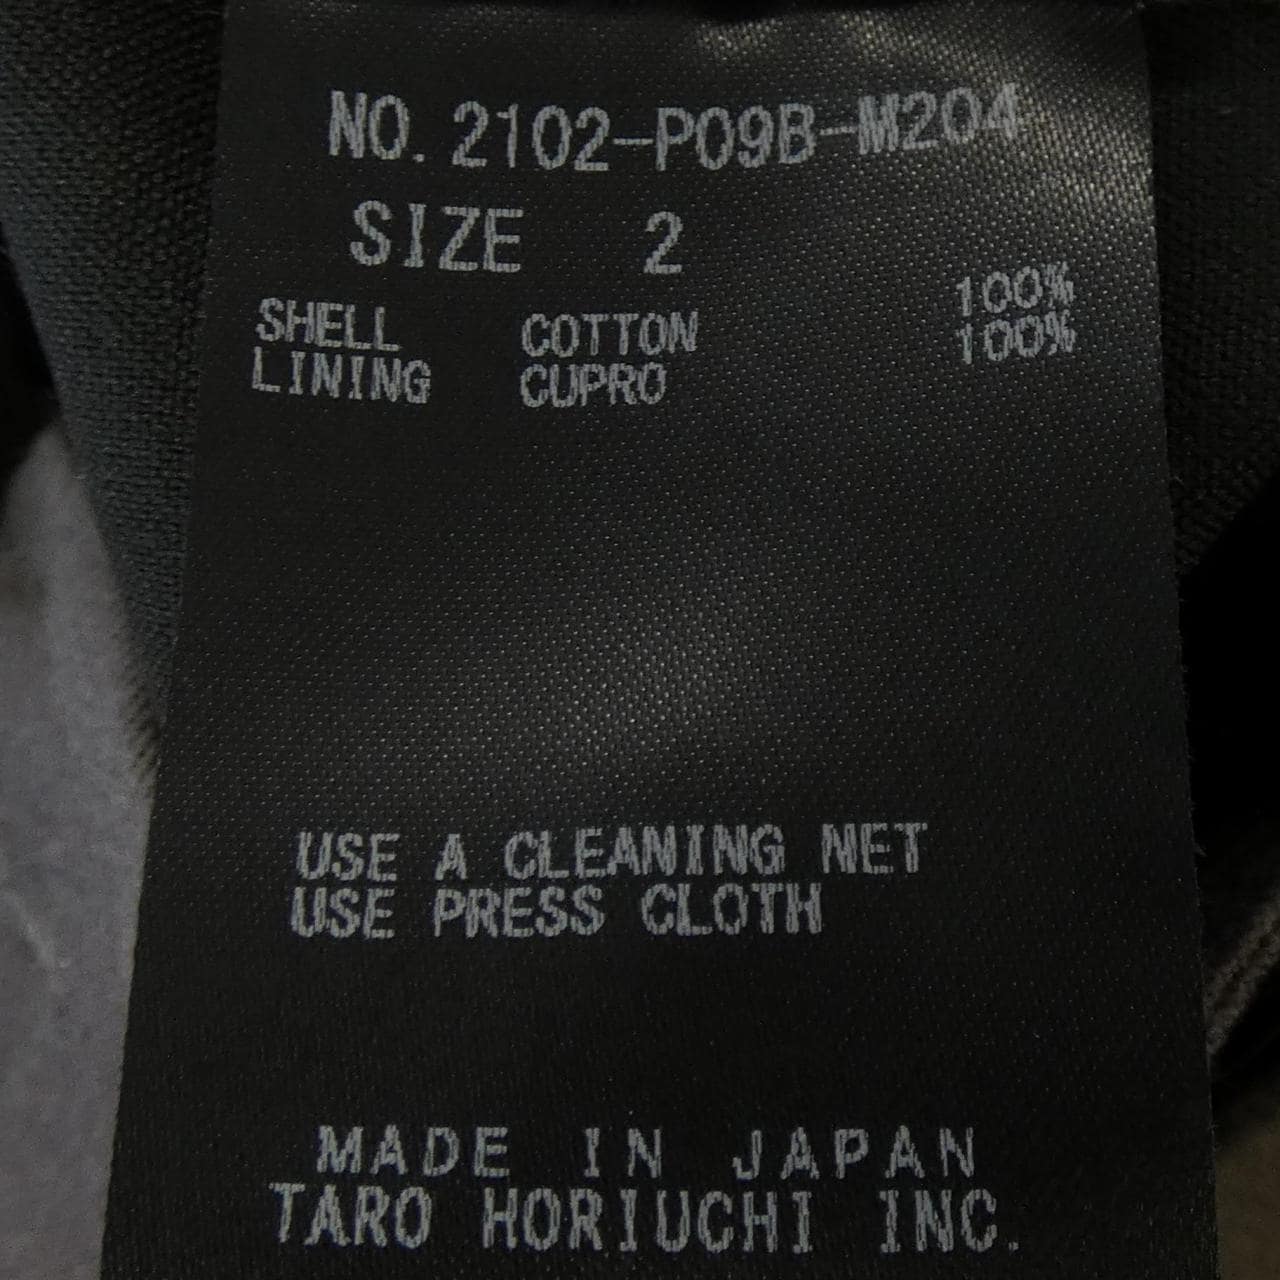 NO. 2102-P09B-M204
SIZE 2
SHELL COTTON 100%
LINING CUPRO 100%
USE A CLEANING NET
USE PRESS CLOTH
MADE IN JAPAN
TARO HORIUCHI INC.